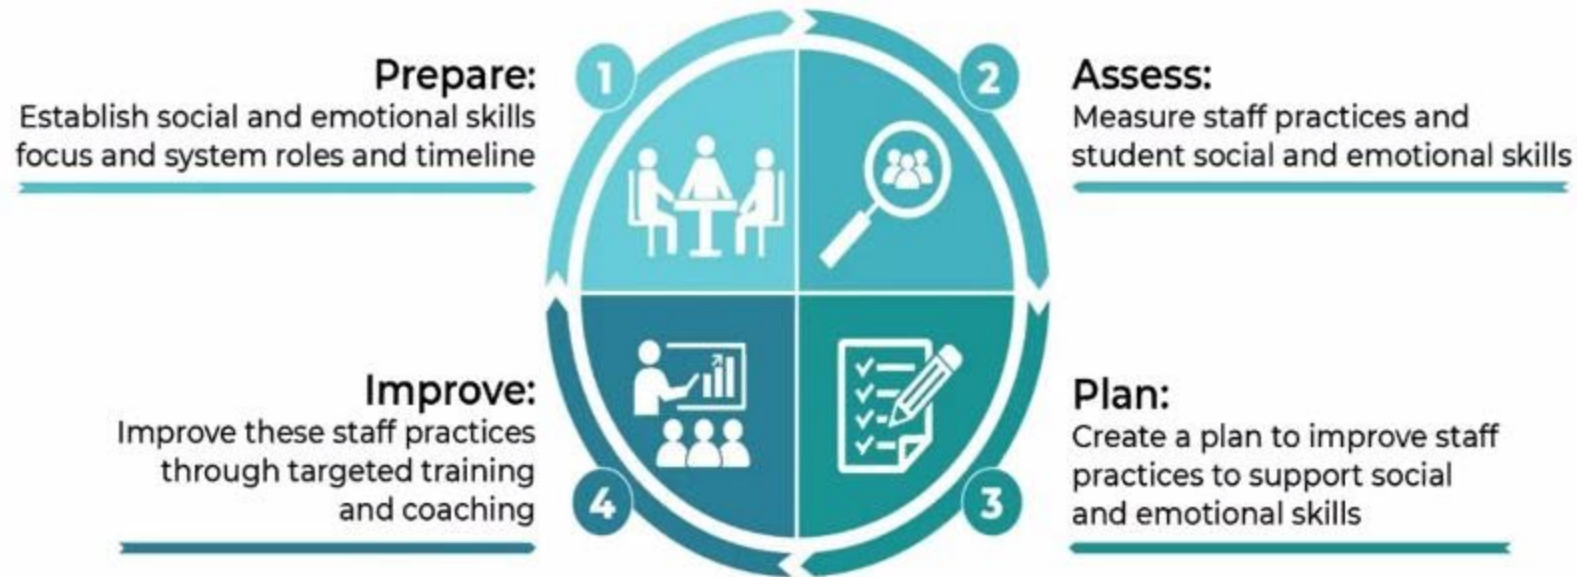 1
Prepare:
Establish social and emotional skills
focus and system roles and timeline
2
Assess:
Measure staff practices and
student social and emotional skills
3
Plan:
Create a plan to improve staff
practices to support social
and emotional skills
4
Improve:
Improve these staff practices
through targeted training
and coaching